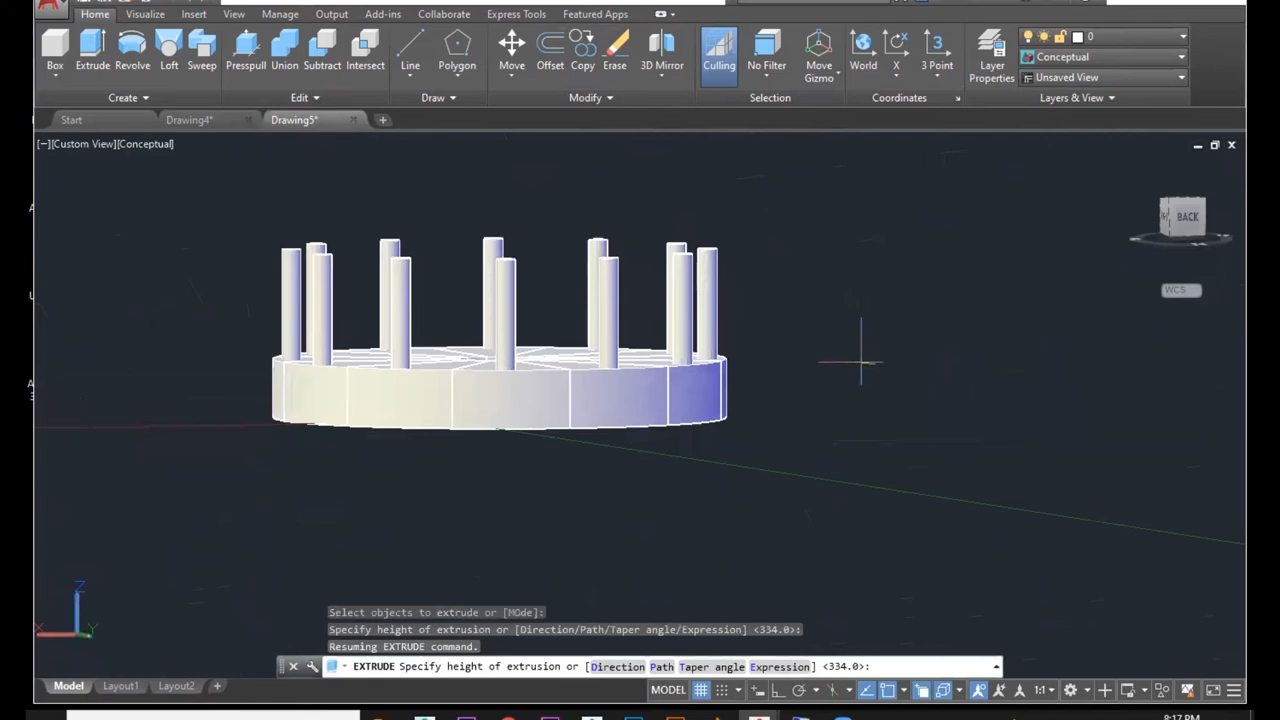 Home Visualize Insert View Manage Output Add-ins Collaborate Express Tools Featured Apps
Box Extrude Revolve Loft Sweep Presspull Union Subtract Intersect Line Polygon Move Offset Copy Erase 3D Mirror Culling No Filter Move Gizmo World X 3 Point Layer Properties
0
Conceptual
Unsaved View
Create Edit Draw Modify Selection Coordinates Layers & View
Start Drawing4* Drawing5*
[−][Custom View][Conceptual]
BACK
WCS
Z
X Y
Select objects to extrude or [MOde]:
Specify height of extrusion or [Direction/Path/Taper angle/Expression] <334.0>:
Resuming EXTRUDE command.
EXTRUDE Specify height of extrusion or [Direction Path Taper angle Expression] <334.0>:
Model Layout1 Layout2 + MODEL 1:1
8:17 PM